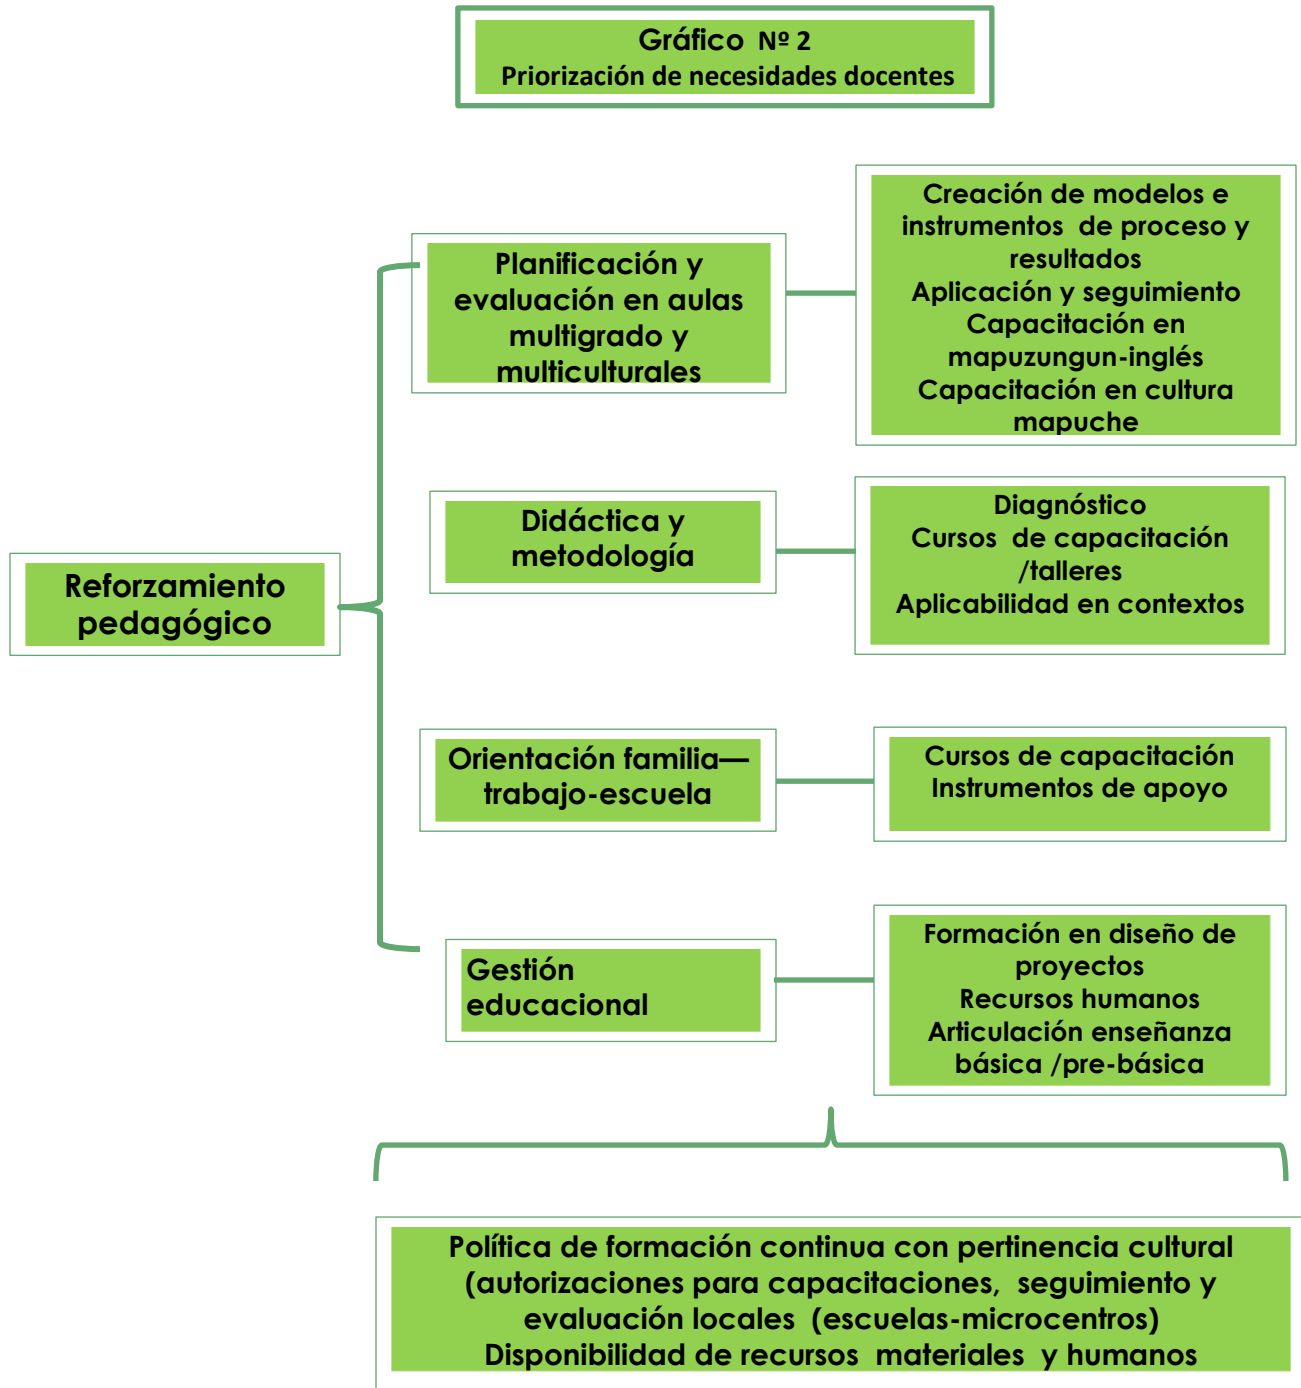 Gráfico Nº 2
Priorización de necesidades docentes
Reforzamiento
pedagógico
Planificación y
evaluación en aulas
multigrado y
multiculturales
Creación de modelos e
instrumentos de proceso y
resultados
Aplicación y seguimiento
Capacitación en
mapuzungun-inglés
Capacitación en cultura
mapuche
Didáctica y
metodología
Diagnóstico
Cursos de capacitación
/talleres
Aplicabilidad en contextos
Orientación familia—
trabajo-escuela
Cursos de capacitación
Instrumentos de apoyo
Gestión
educacional
Formación en diseño de
proyectos
Recursos humanos
Articulación enseñanza
básica /pre-básica
Política de formación continua con pertinencia cultural
(autorizaciones para capacitaciones, seguimiento y
evaluación locales (escuelas-microcentros)
Disponibilidad de recursos materiales y humanos